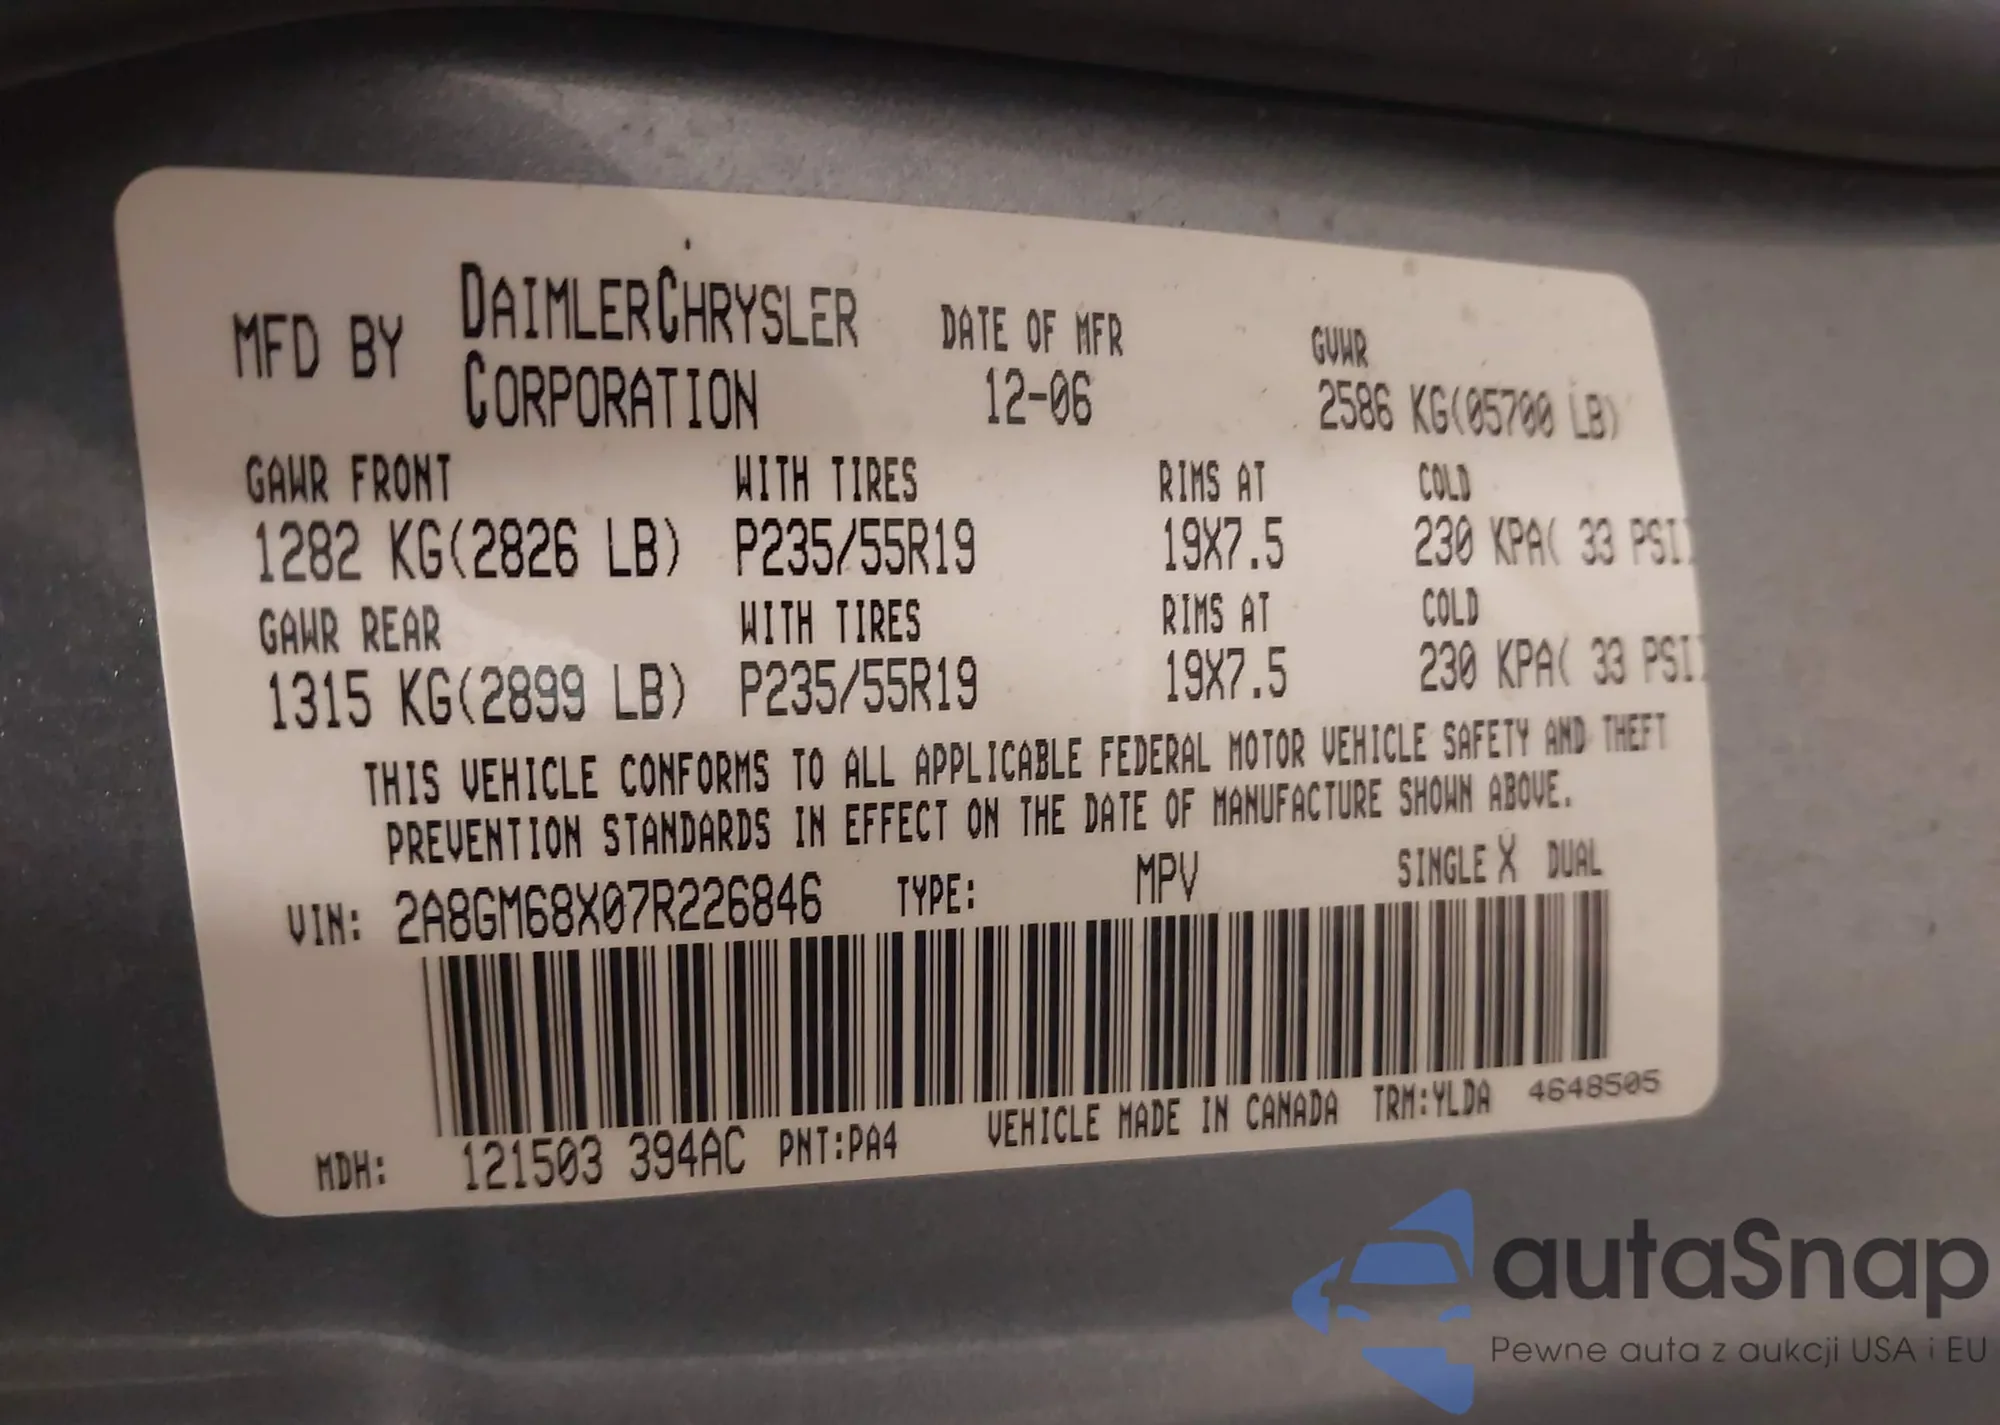 MFD BY DAIMLERCHRYSLER CORPORATION DATE OF MFR 12-06 GVWR 2586 KG(05700 LB)
GAWR FRONT WITH TIRES RIMS AT COLD
1282 KG(2826 LB) P235/55R19 19X7.5 230 KPA( 33 PSI)
GAWR REAR WITH TIRES RIMS AT COLD
1315 KG(2899 LB) P235/55R19 19X7.5 230 KPA( 33 PSI)
THIS VEHICLE CONFORMS TO ALL APPLICABLE FEDERAL MOTOR VEHICLE SAFETY AND THEFT
PREVENTION STANDARDS IN EFFECT ON THE DATE OF MANUFACTURE SHOWN ABOVE.
VIN: 2A8GM68X07R226846 TYPE: MPV SINGLE X DUAL
MDH: 121503 394AC PNT:PA4 VEHICLE MADE IN CANADA TRM:YLDA 4648505
autaSnap
Pewne auta z aukcji USA i EU